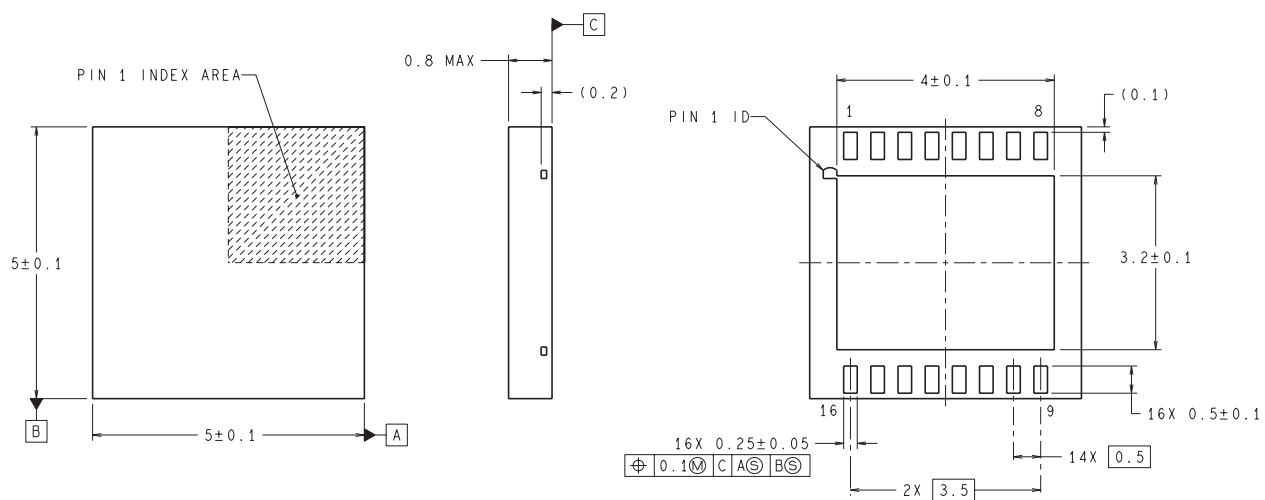 C
0.8 MAX
PIN 1 INDEX AREA
(0.2)
4±0.1
(0.1)
1
8
PIN 1 ID
5±0.1
3.2±0.1
B
5±0.1
A
16
9
16X 0.5±0.1
16X 0.25±0.05
⌖ 0.1Ⓜ C AⓈ BⓈ
14X 0.5
2X 3.5